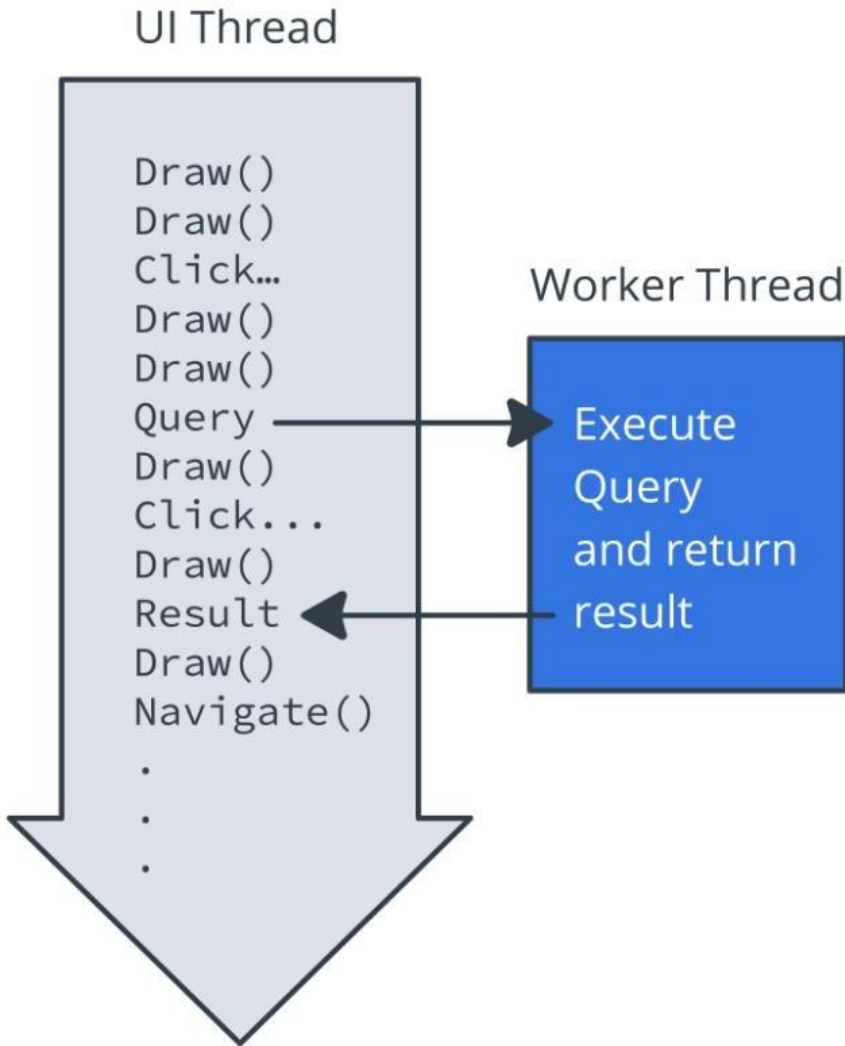 UI Thread
Draw()
Draw()
Click…
Draw()
Draw()
Query
Draw()
Click...
Draw()
Result
Draw()
Navigate()
.
.
.
Worker Thread
Execute
Query
and return
result